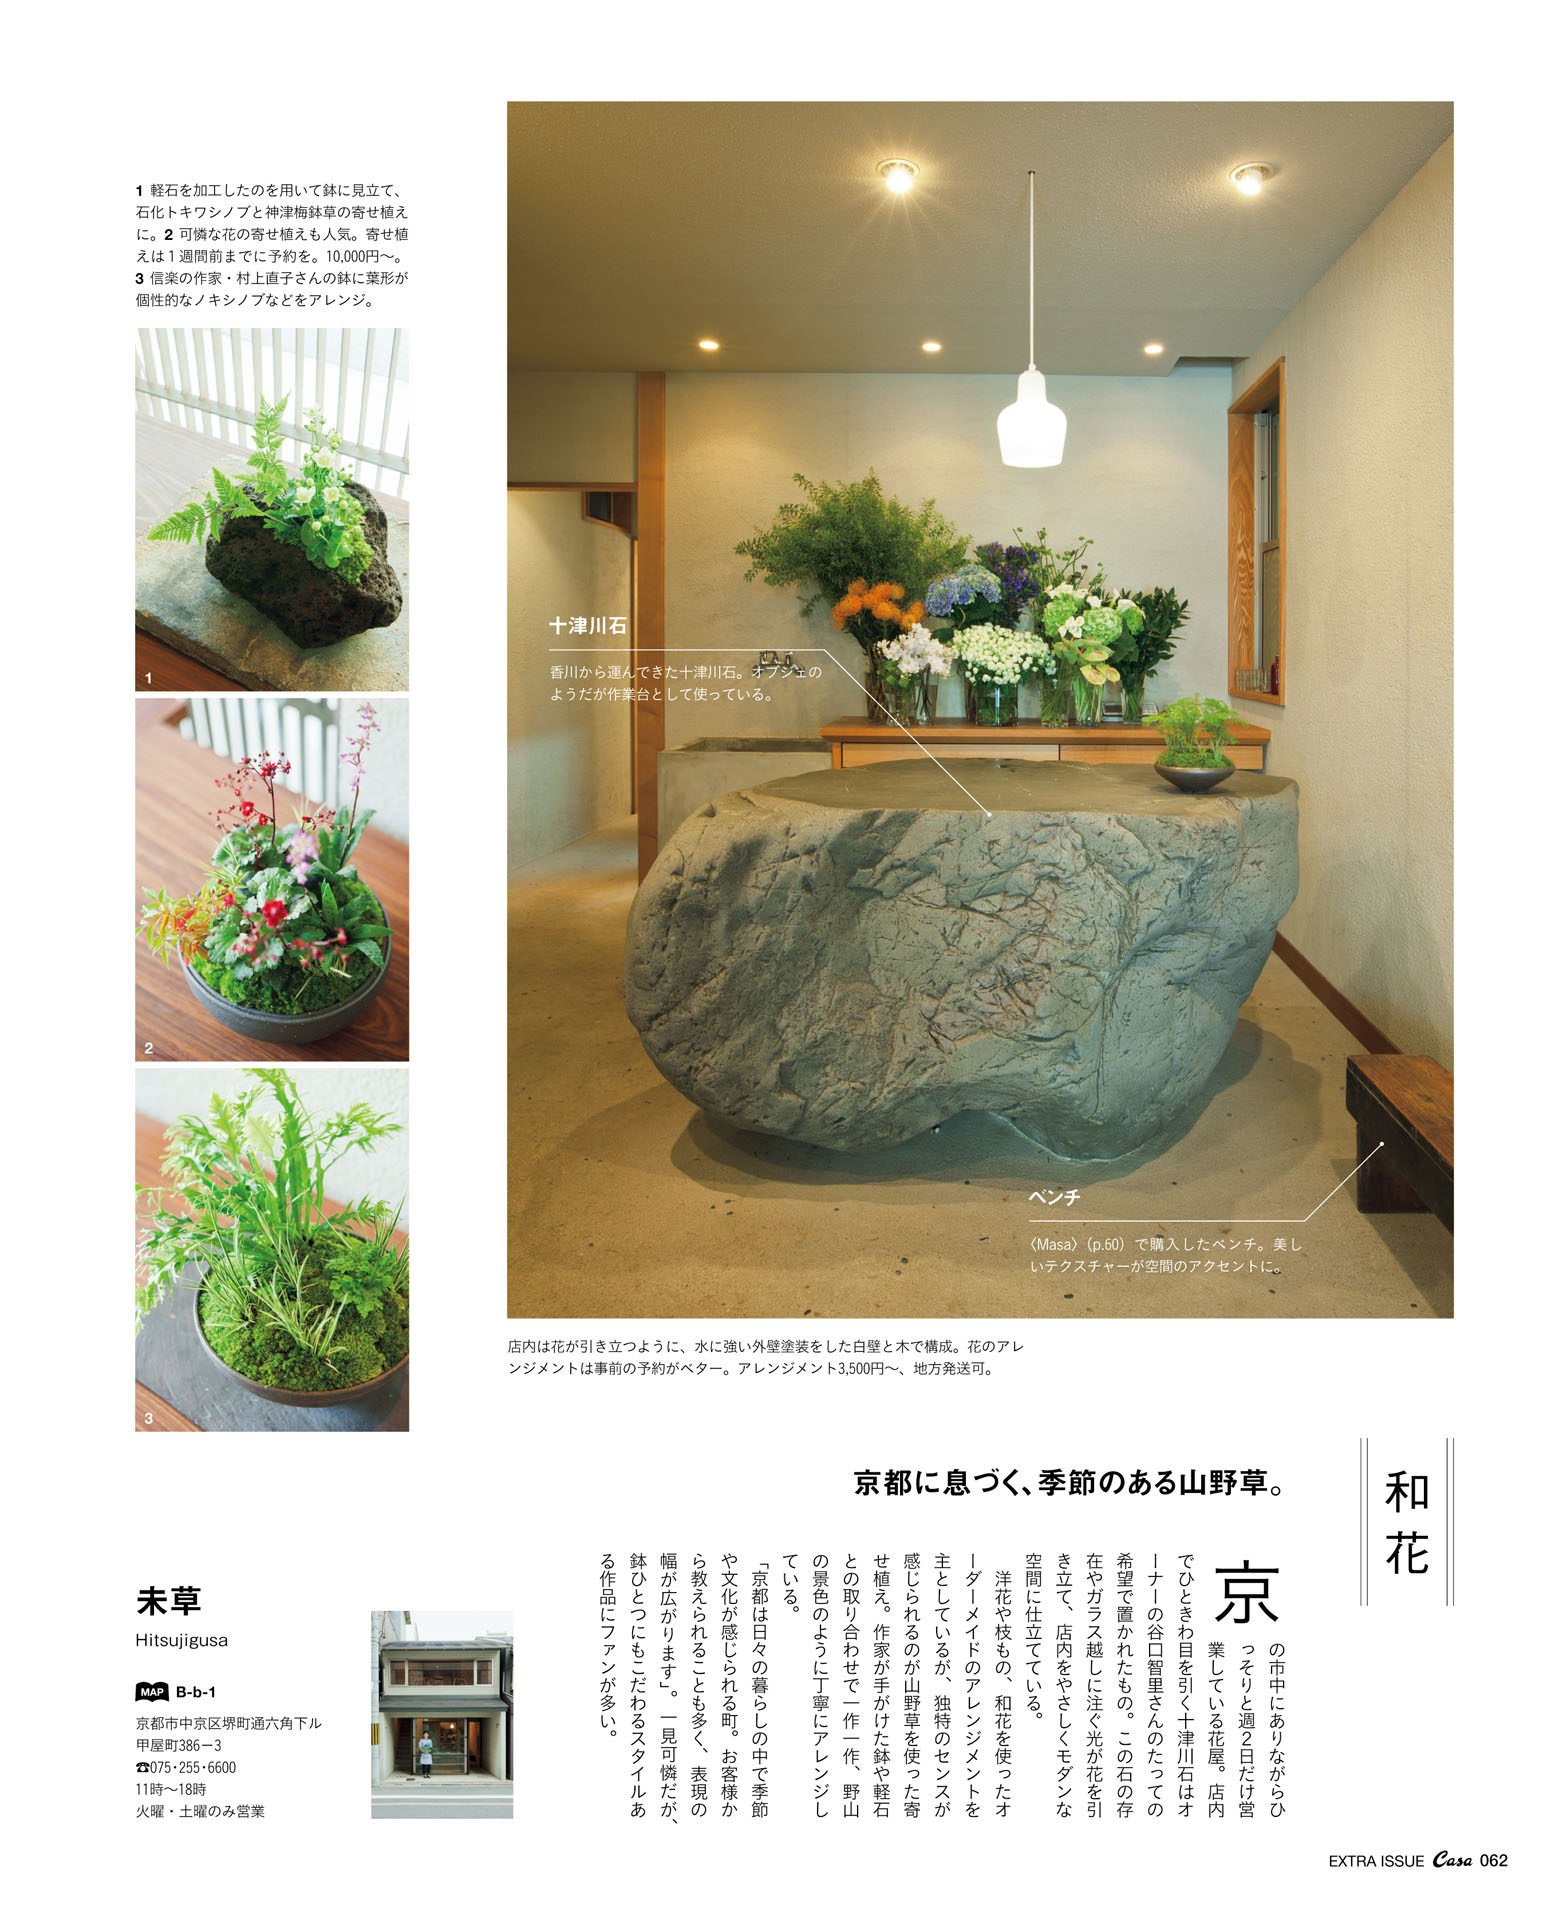 1 軽石を加工したのを用いて鉢に見立て、
石化トキワシノブと神津梅鉢草の寄せ植え
に。2 可憐な花の寄せ植えも人気。寄せ植
えは1週間前までに予約を。10,000円〜。
3 信楽の作家・村上直子さんの鉢に葉形が
個性的なノキシノブなどをアレンジ。
1
2
3
十津川石
香川から運んできた十津川石。オブジェの
ようだが作業台として使っている。
ベンチ
〈Masa〉(p.60) で購入したベンチ。美し
いテクスチャーが空間のアクセントに。
店内は花が引き立つように、水に強い外壁塗装をした白壁と木で構成。花のアレ
ンジメントは事前の予約がベター。アレンジメント3,500円〜、地方発送可。
和花
京都に息づく、季節のある山野草。
京
の市中にありながらひ
っそりと週2日だけ営
業している花屋。店内
でひときわ目を引く十津川石はオ
ーナーの谷口智里さんのたっての
希望で置かれたもの。この石の存
在やガラス越しに注ぐ光が花を引
き立て、店内をやさしくモダンな
空間に仕立てている。
洋花や枝もの、和花を使ったオ
ーダーメイドのアレンジメントを
主としているが、独特のセンスが
感じられるのが山野草を使った寄
せ植え。作家が手がけた鉢や軽石
との取り合わせで一作一作、野山
の景色のように丁寧にアレンジし
ている。
「京都は日々の暮らしの中で季節
や文化が感じられる町。お客様か
ら教えられることも多く、表現の
幅が広がります」。一見可憐だが、
鉢ひとつにもこだわるスタイルあ
る作品にファンが多い。
未草
Hitsujigusa
MAP B-b-1
京都市中京区堺町通六角下ル
甲屋町386−3
☎075・255・6600
11時〜18時
火曜・土曜のみ営業
EXTRA ISSUE Casa 062